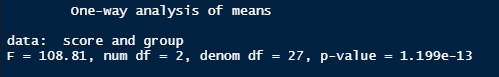 One-way analysis of means
data:  score and group
F = 108.81, num df = 2, denom df = 27, p-value = 1.199e-13